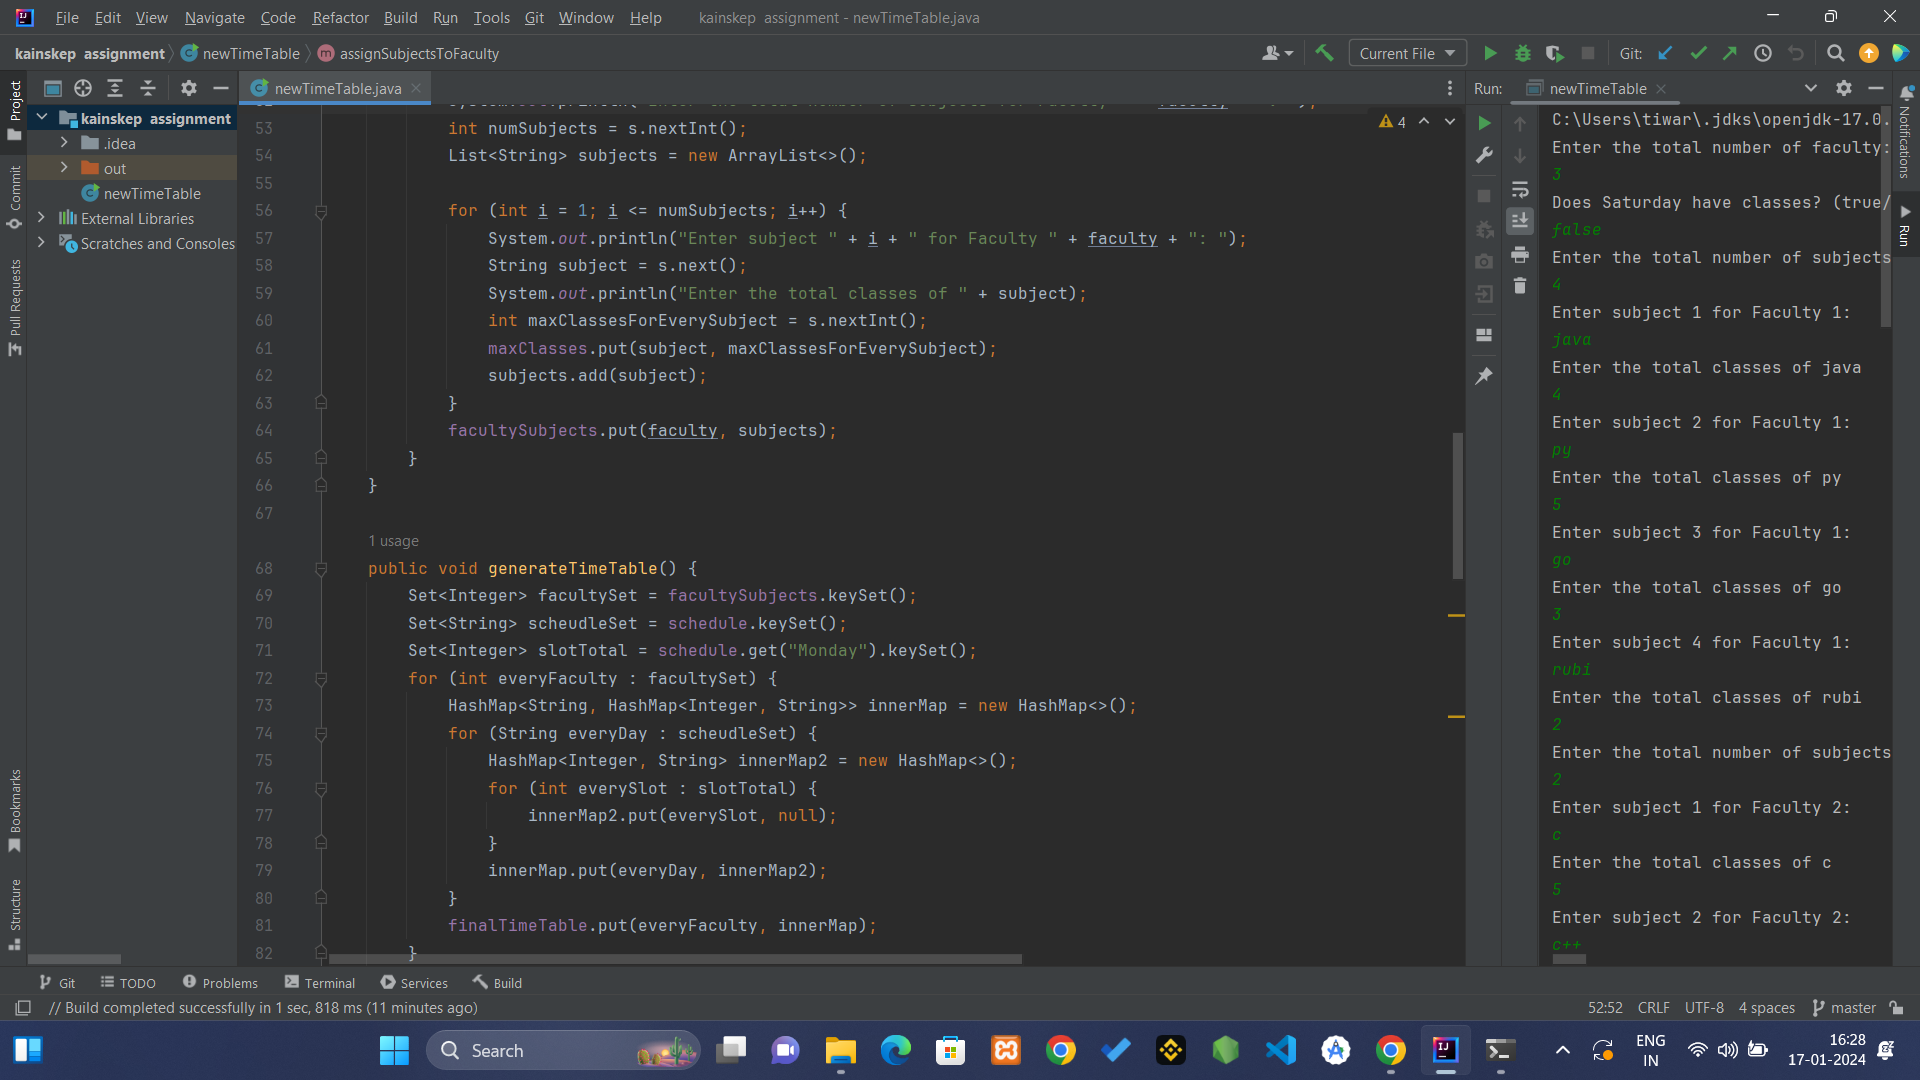 File Edit View Navigate Code Refactor Build Run Tools Git Window Help kainskep assignment - newTimeTable.java
kainskep assignment newTimeTable assignSubjectsToFaculty Current File Git:
Project
newTimeTable.java
Run: newTimeTable
kainskep assignment
.idea
out
newTimeTable
External Libraries
Scratches and Consoles
Commit
Pull Requests
Bookmarks
Structure
4
53 int numSubjects = s.nextInt();
54 List<String> subjects = new ArrayList<>();
55
56 for (int i = 1; i <= numSubjects; i++) {
57 System.out.println("Enter subject " + i + " for Faculty " + faculty + ": ");
58 String subject = s.next();
59 System.out.println("Enter the total classes of " + subject);
60 int maxClassesForEverySubject = s.nextInt();
61 maxClasses.put(subject, maxClassesForEverySubject);
62 subjects.add(subject);
63 }
64 facultySubjects.put(faculty, subjects);
65 }
66 }
67
1 usage
68 public void generateTimeTable() {
69 Set<Integer> facultySet = facultySubjects.keySet();
70 Set<String> scheudleSet = schedule.keySet();
71 Set<Integer> slotTotal = schedule.get("Monday").keySet();
72 for (int everyFaculty : facultySet) {
73 HashMap<String, HashMap<Integer, String>> innerMap = new HashMap<>();
74 for (String everyDay : scheudleSet) {
75 HashMap<Integer, String> innerMap2 = new HashMap<>();
76 for (int everySlot : slotTotal) {
77 innerMap2.put(everySlot, null);
78 }
79 innerMap.put(everyDay, innerMap2);
80 }
81 finalTimeTable.put(everyFaculty, innerMap);
82 }
C:\Users\tiwar\.jdks\openjdk-17.0.
Enter the total number of faculty:
3
Does Saturday have classes? (true/
false
Enter the total number of subjects
4
Enter subject 1 for Faculty 1:
java
Enter the total classes of java
4
Enter subject 2 for Faculty 1:
py
Enter the total classes of py
5
Enter subject 3 for Faculty 1:
go
Enter the total classes of go
3
Enter subject 4 for Faculty 1:
rubi
Enter the total classes of rubi
2
Enter the total number of subjects
2
Enter subject 1 for Faculty 2:
c
Enter the total classes of c
5
Enter subject 2 for Faculty 2:
c++
Notifications
Run
Git TODO Problems Terminal Services Build
// Build completed successfully in 1 sec, 818 ms (11 minutes ago) 52:52 CRLF UTF-8 4 spaces master
Search
ENG
IN
16:28
17-01-2024